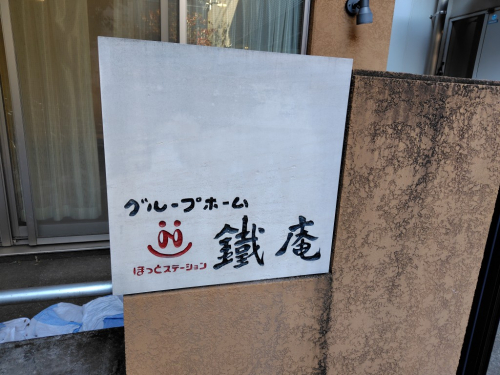 グループホーム
ほっとステーション
鐵庵